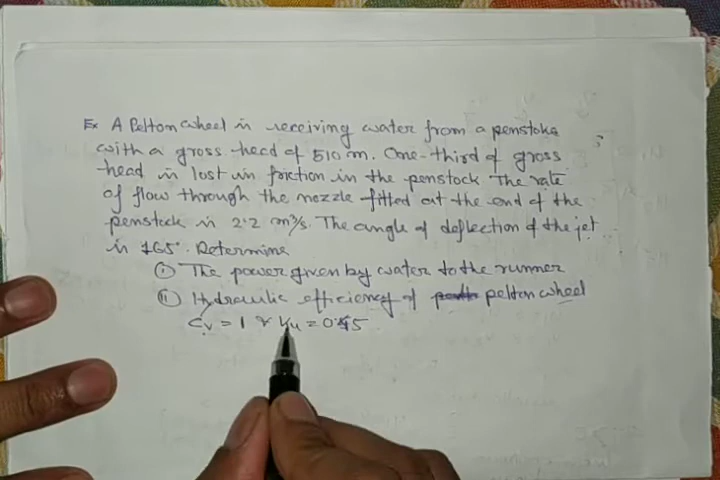 Ex A Pelton wheel is receiving water from a penstoke
with a gross head of 510 m. One-third of gross
head in lost in friction in the penstock The rate
of flow through the nozzle fitted at the end of the
penstock is 2.2 m³/s. The angle of deflection of the jet
is 165°. Determine
(i) The power given by water to the runner
(ii) Hydraulic efficiency of pelton wheel
Cv = 1 & Ku = 0.45